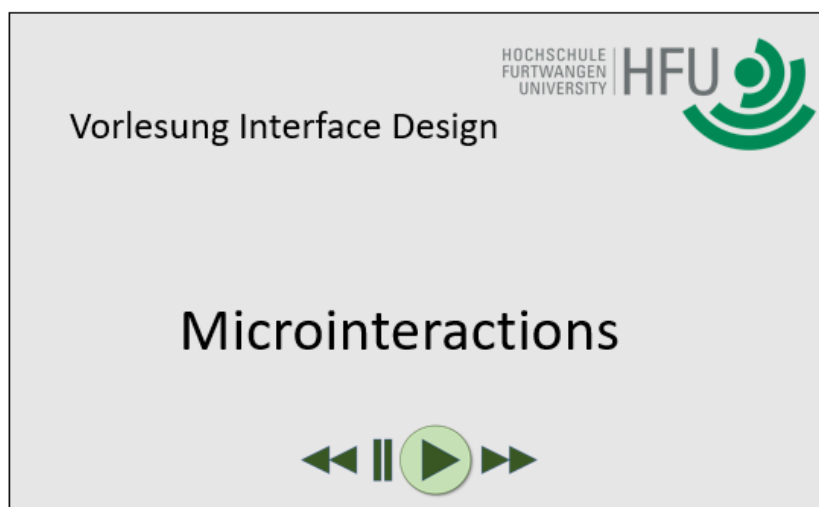 HOCHSCHULE
FURTWANGEN
UNIVERSITY
HFU
Vorlesung Interface Design
Microinteractions